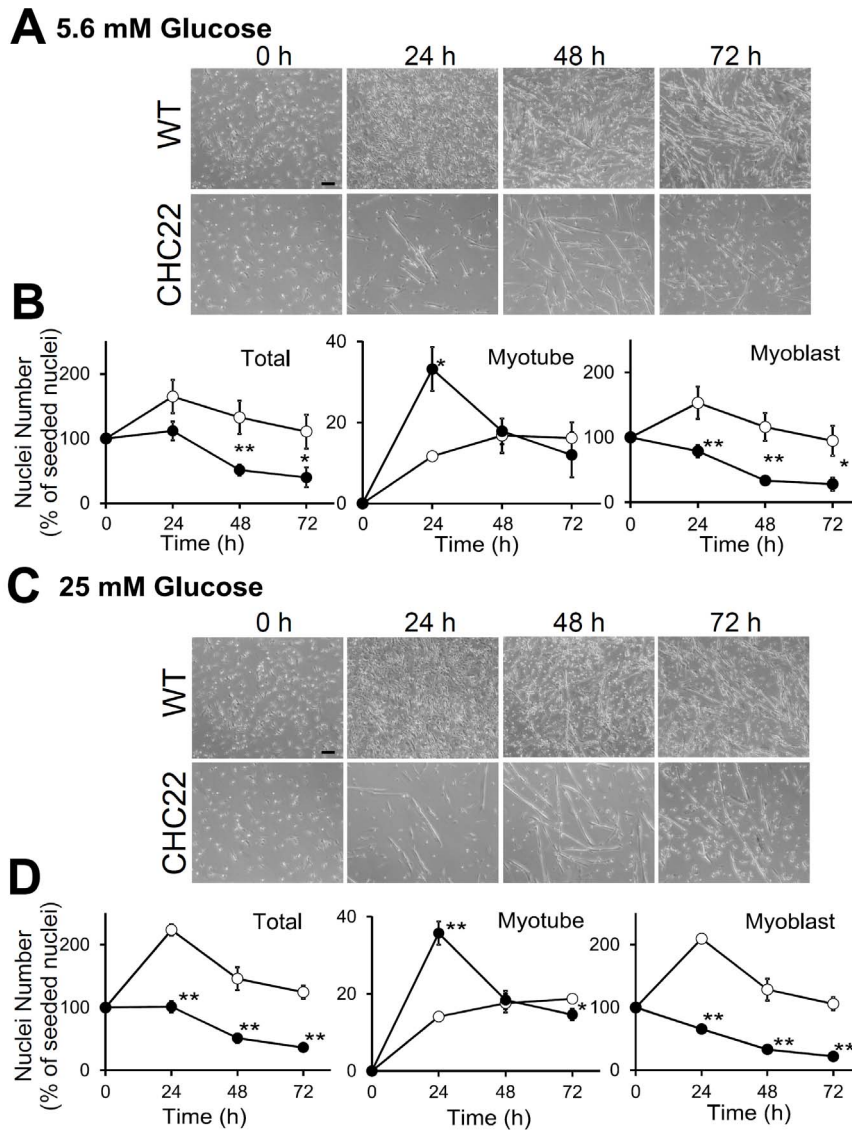 A 5.6 mM Glucose
0 h 24 h 48 h 72 h
WT
CHC22
B
Nuclei Number
(% of seeded nuclei)
Total
200
100
0
** *
0 24 48 72
Time (h)
Myotube
40
20
0
*
0 24 48 72
Time (h)
Myoblast
200
100
0
** ** *
0 24 48 72
Time (h)
C 25 mM Glucose
0 h 24 h 48 h 72 h
WT
CHC22
D
Nuclei Number
(% of seeded nuclei)
Total
200
100
0
** ** **
0 24 48 72
Time (h)
Myotube
40
20
0
** *
0 24 48 72
Time (h)
Myoblast
200
100
0
** ** **
0 24 48 72
Time (h)